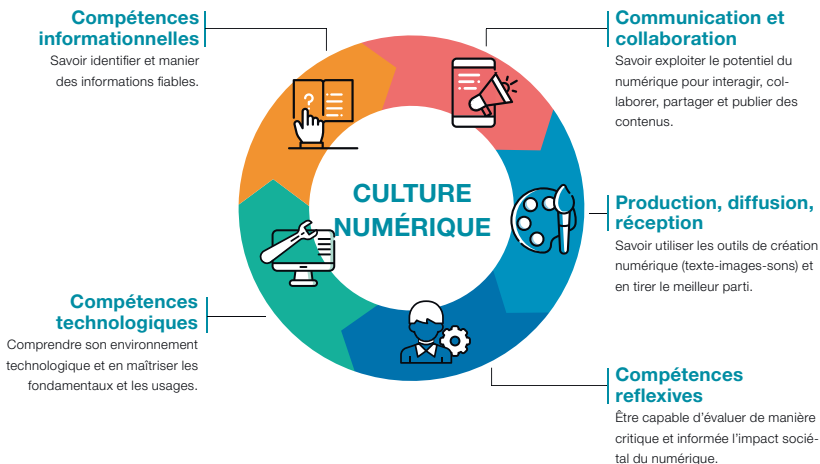 Compétences
informationnelles
Savoir identifier et manier
des informations fiables.
Communication et
collaboration
Savoir exploiter le potentiel du
numérique pour interagir, col-
laborer, partager et publier des
contenus.
?
CULTURE
NUMÉRIQUE
Production, diffusion,
réception
Savoir utiliser les outils de création
numérique (texte-images-sons) et
en tirer le meilleur parti.
Compétences
technologiques
Comprendre son environnement
technologique et en maîtriser les
fondamentaux et les usages.
Compétences
reflexives
Être capable d'évaluer de manière
critique et informée l'impact socié-
tal du numérique.